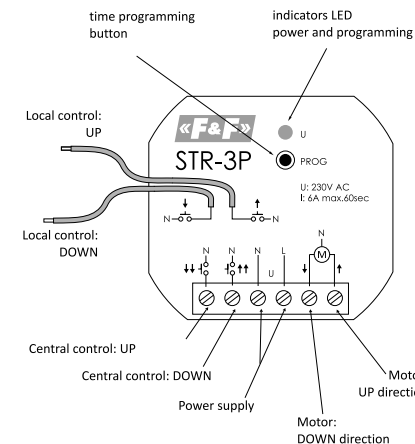 time programming
button
indicators LED
power and programming
Local control:
UP
«F&F»
U
STR-3P
PROG
U: 230V AC
I: 6A max.60sec
N
N
Local control:
DOWN
N
N
N
N
L
U
M
Central control: UP
Central control: DOWN
Power supply
Motor:
DOWN direction
UP